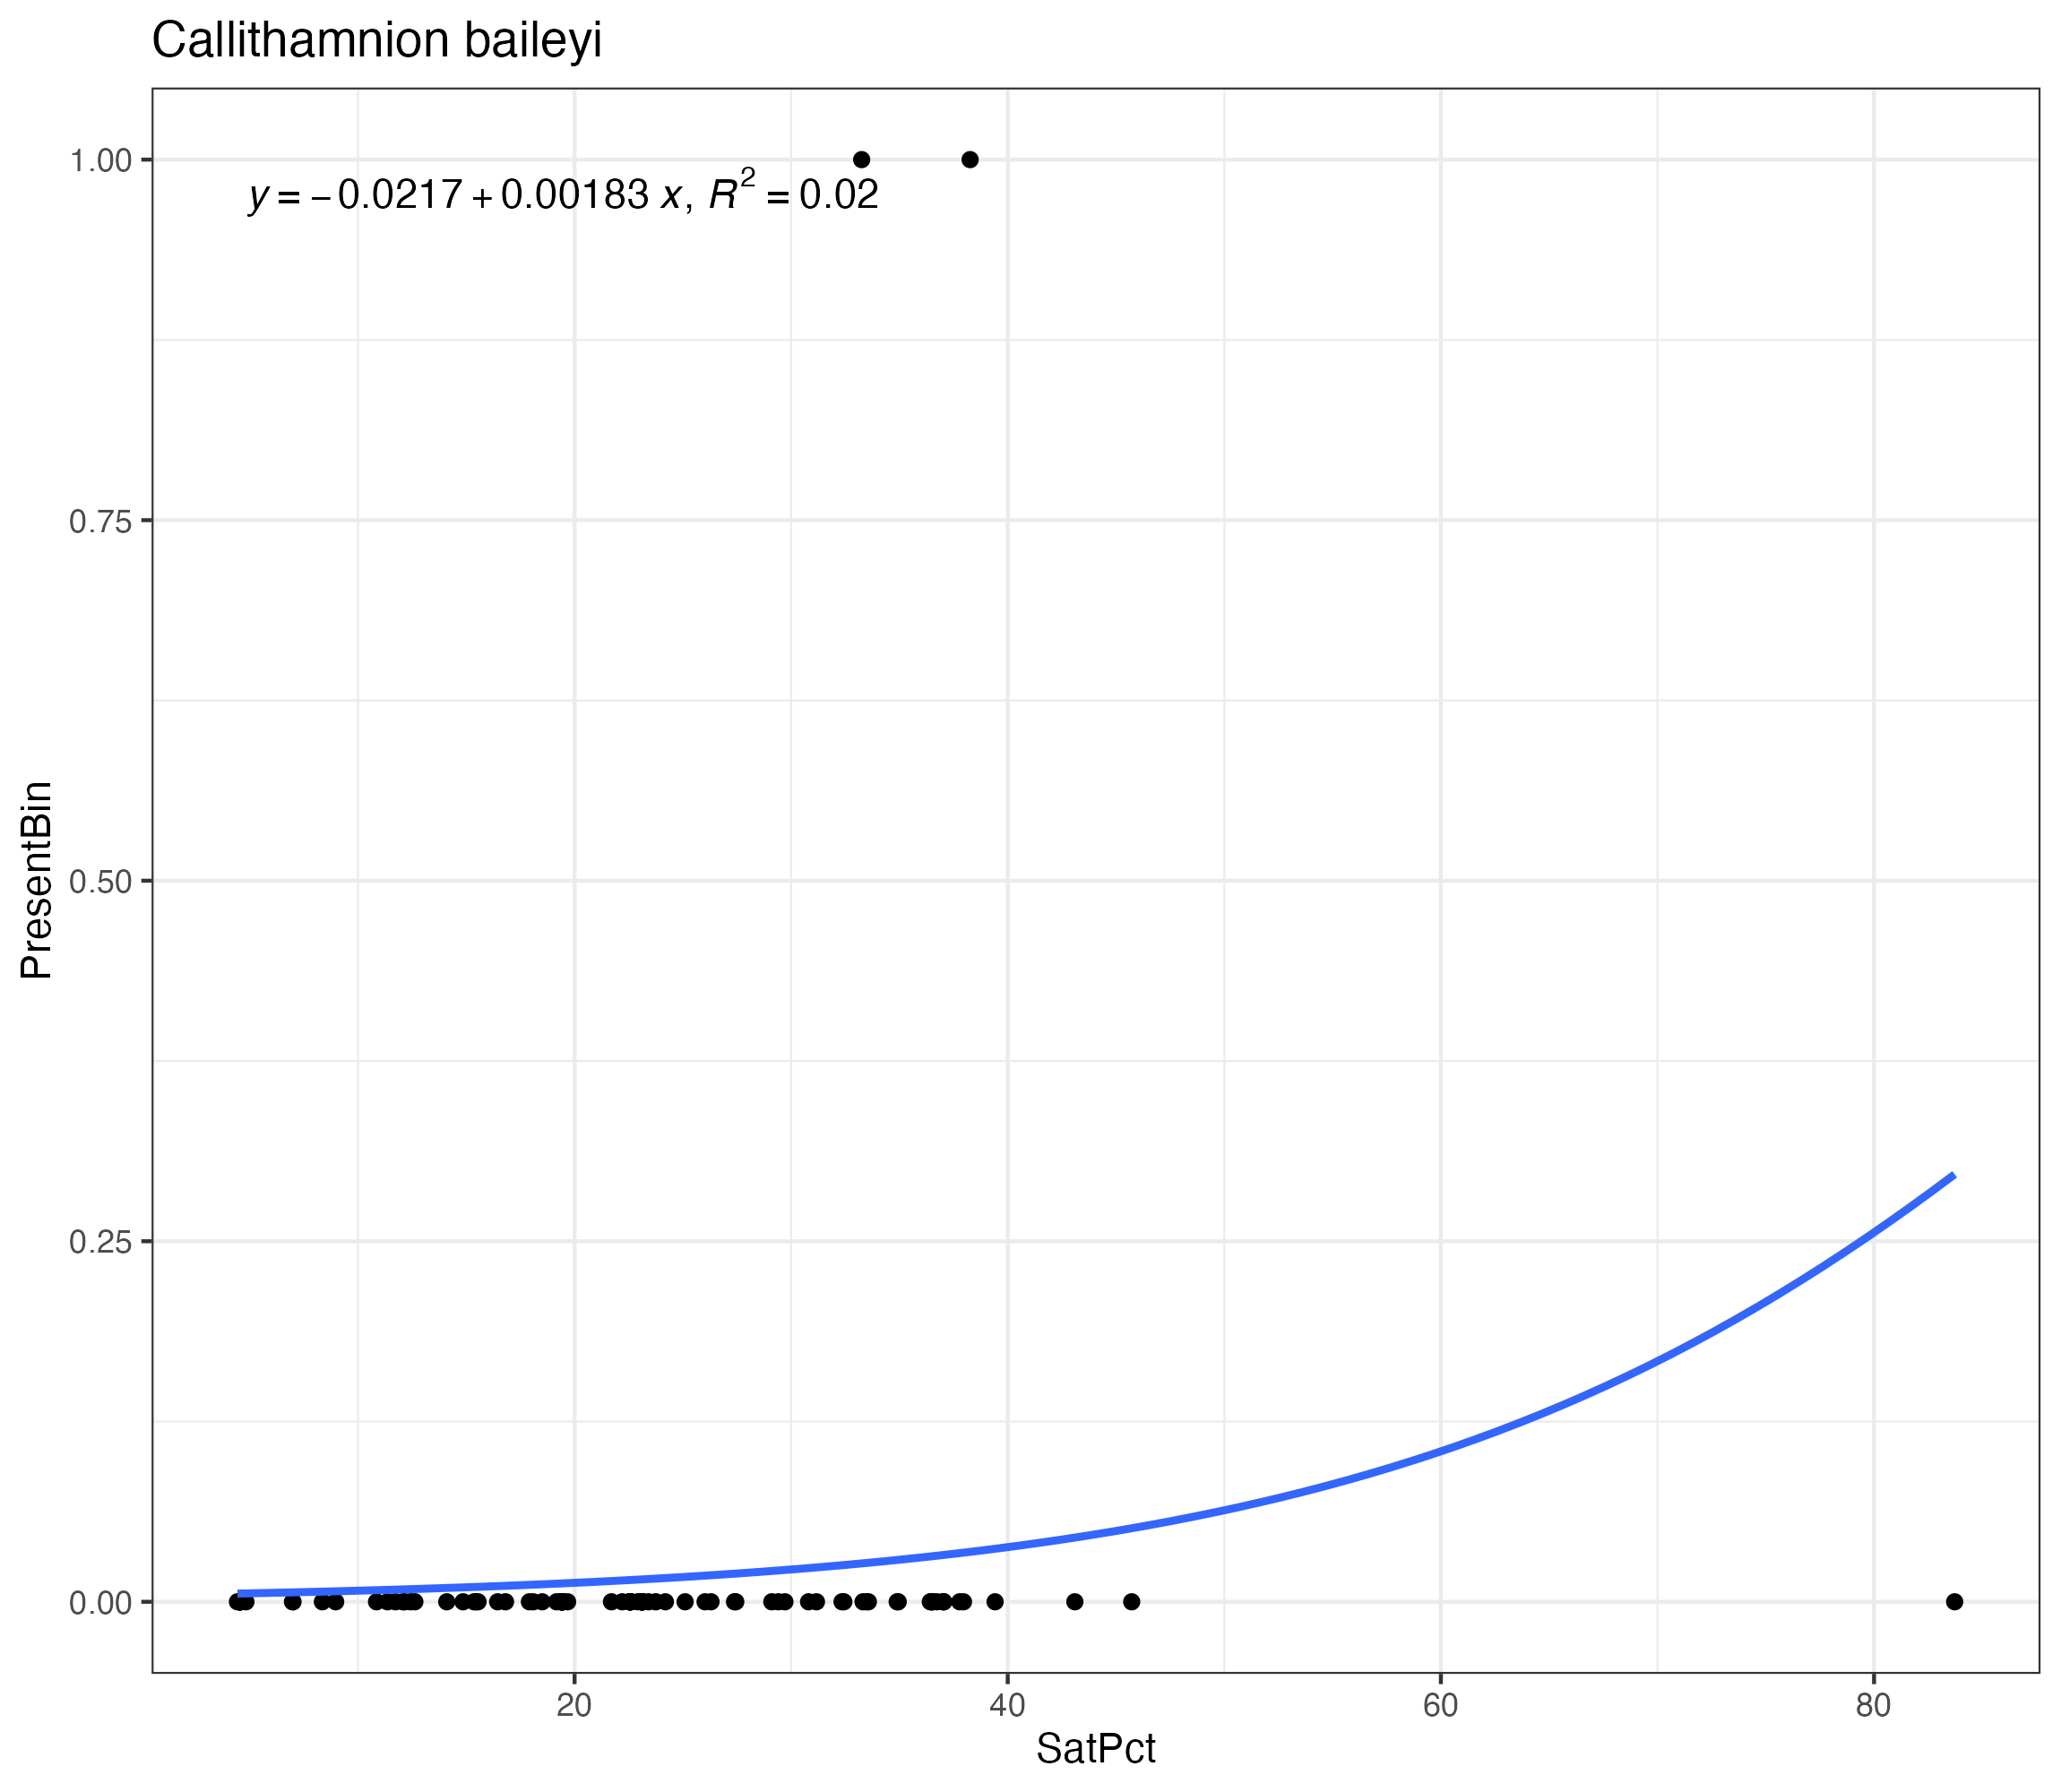 Callithamnion baileyi
1.00
y = −0.0217 + 0.00183 x, R² = 0.02
0.75
0.50
0.25
0.00
PresentBin
20 40 60 80
SatPct